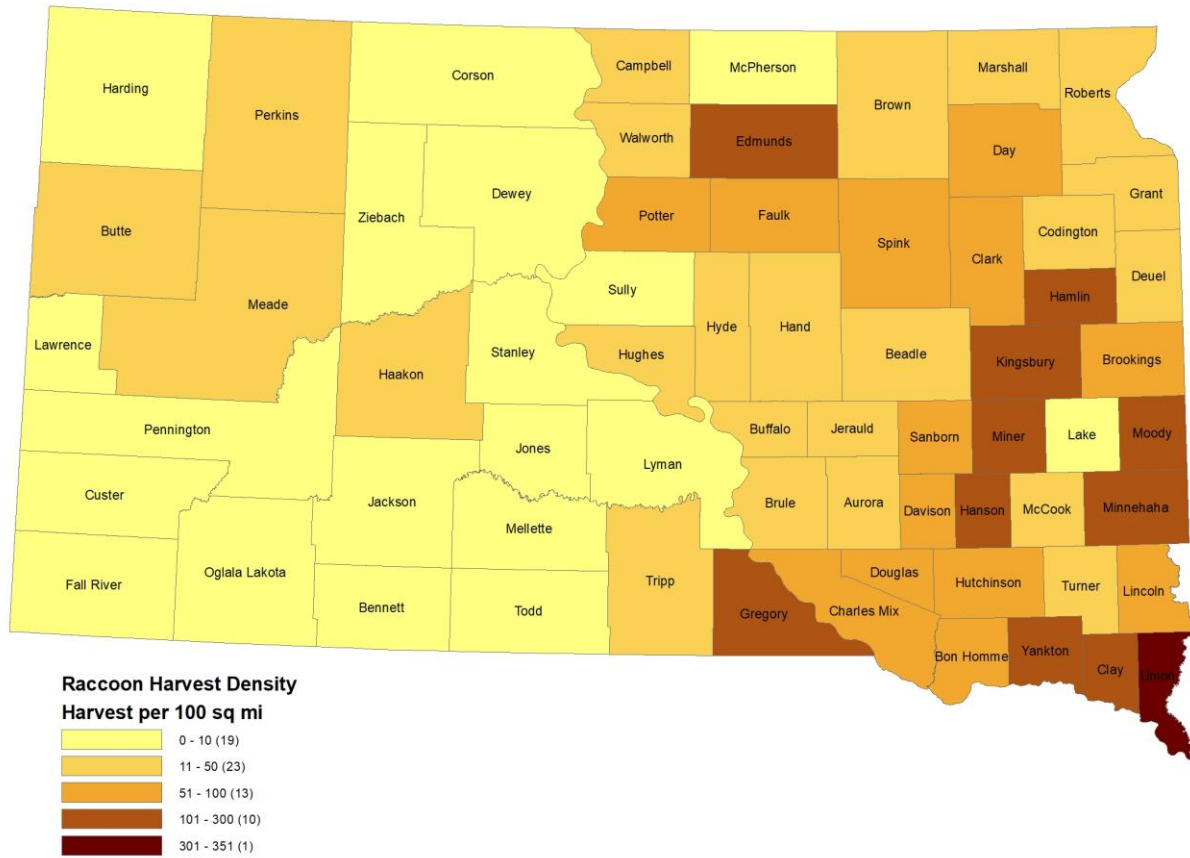 Campbell
McPherson
Marshall
Corson
Roberts
Harding
Brown
Perkins
Walworth
Edmunds
Day
Dewey
Grant
Ziebach
Potter
Faulk
Butte
Codington
Spink
Clark
Deuel
Sully
Hamlin
Meade
Hyde
Hand
Lawrence
Stanley
Hughes
Beadle
Kingsbury
Brookings
Haakon
Pennington
Buffalo
Jerauld
Sanborn
Miner
Lake
Moody
Jones
Lyman
Custer
Jackson
Brule
Aurora
Davison
Hanson
McCook
Minnehaha
Mellette
Oglala Lakota
Fall River
Tripp
Douglas
Hutchinson
Turner
Lincoln
Bennett
Todd
Gregory
Charles Mix
Bon Homme
Yankton
Clay
Union
Raccoon Harvest Density
Harvest per 100 sq mi
0 - 10 (19)
11 - 50 (23)
51 - 100 (13)
101 - 300 (10)
301 - 351 (1)